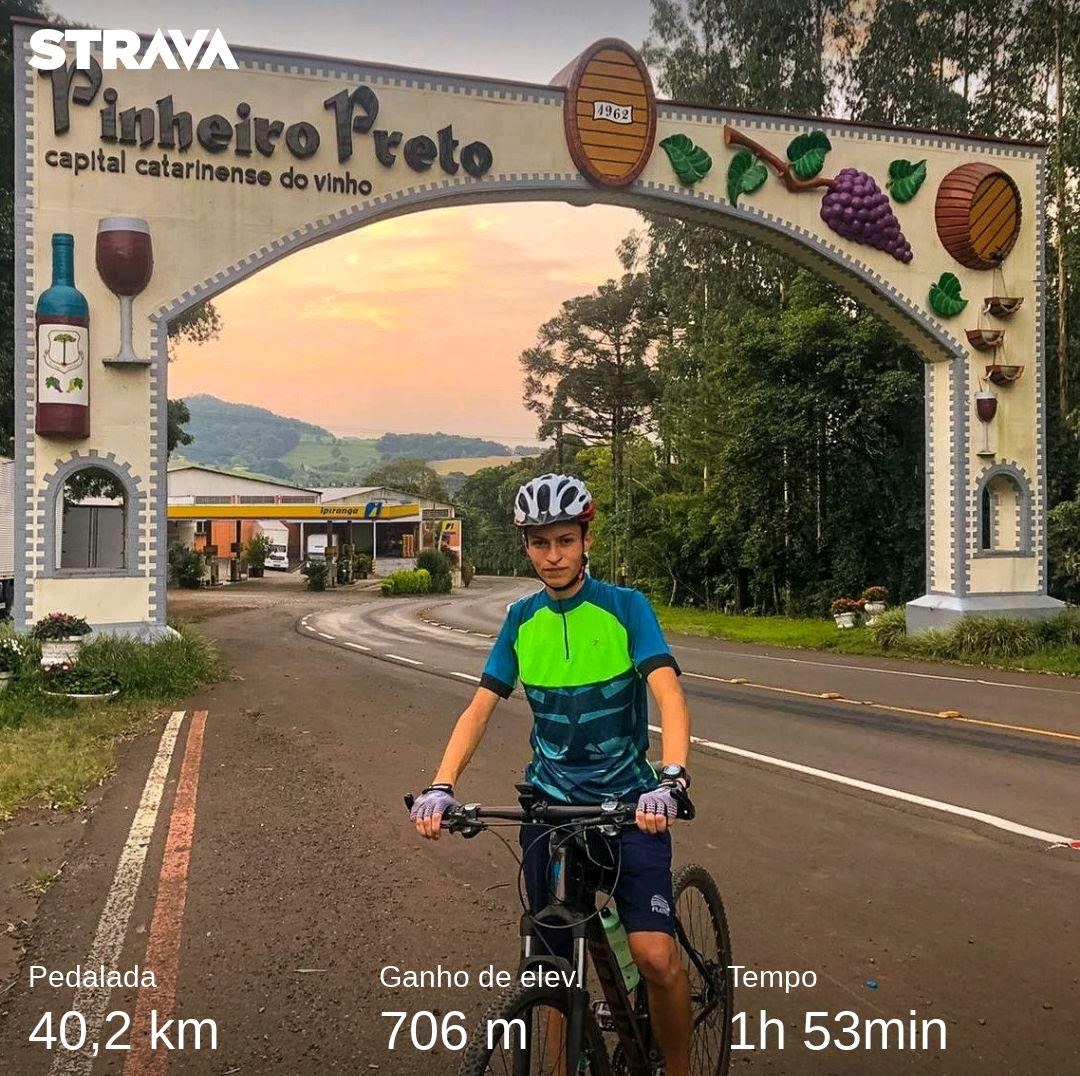 STRAVA
Pinheiro Preto
1962
capital catarinense do vinho
Ipiranga
Pedalada
Ganho de elev.
Tempo
40,2 km
706 m
1h 53min